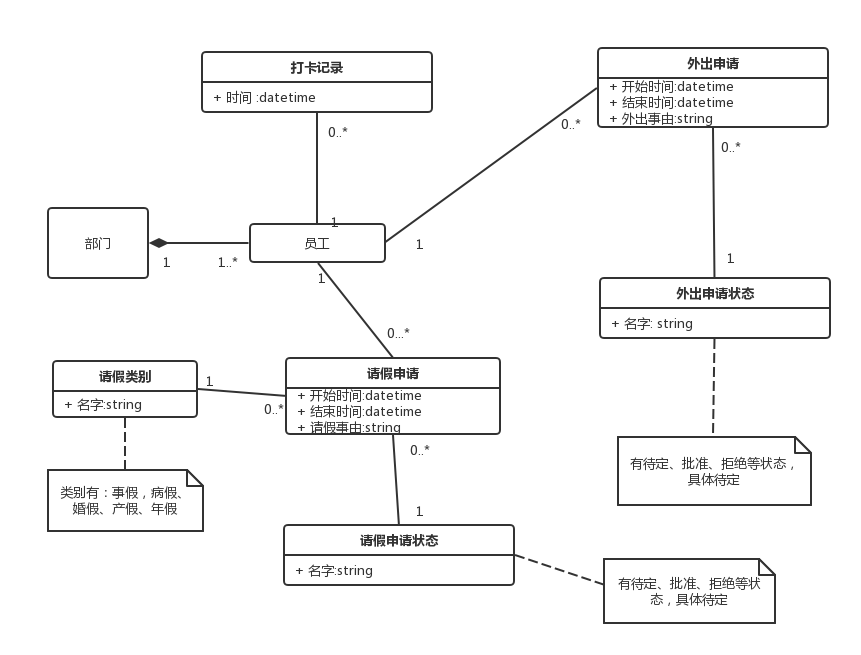 打卡记录
+ 时间 :datetime
0..*
1
外出申请
+ 开始时间:datetime
+ 结束时间:datetime
+ 外出事由:string
0..*
0..*
1
部门
1
1..*
员工
1
1
外出申请状态
+ 名字: string
0...*
请假类别
+ 名字:string
1
0..*
请假申请
+ 开始时间:datetime
+ 结束时间:datetime
+ 请假事由:string
0..*
1
类别有：事假，病假、
婚假、产假、年假
有待定、批准、拒绝等状态，
具体待定
请假申请状态
+ 名字:string
有待定、批准、拒绝等状
态，具体待定